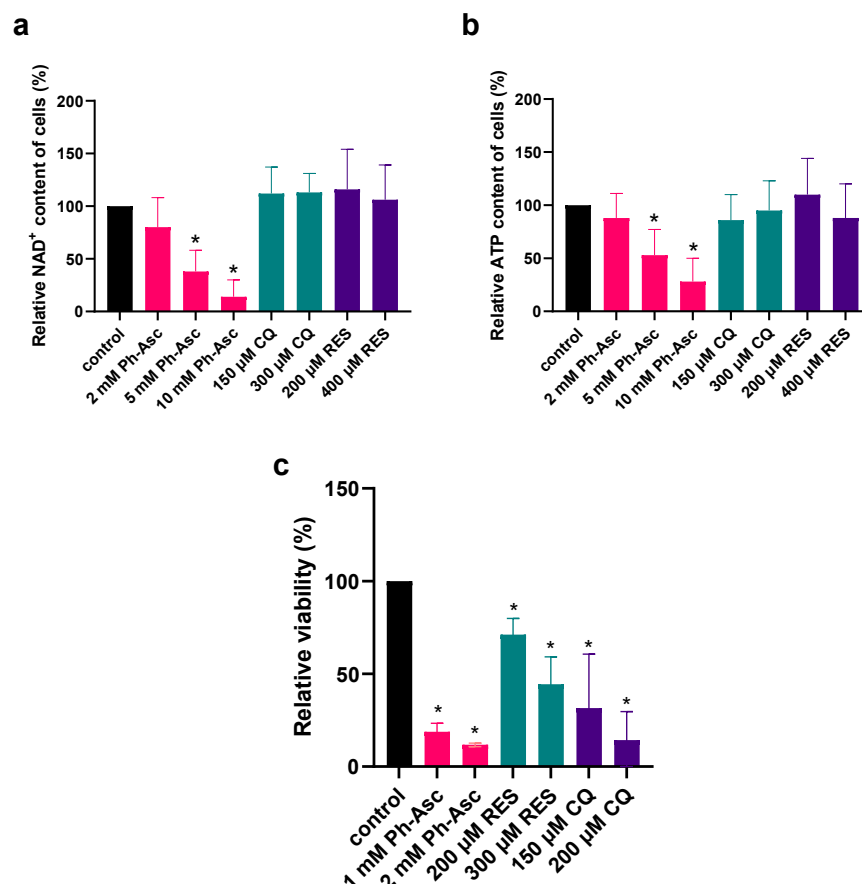 a
Relative NAD⁺ content of cells (%)
200
150
100
50
0
* *
control
2 mM Ph-Asc
5 mM Ph-Asc
10 mM Ph-Asc
150 µM CQ
300 µM CQ
200 µM RES
400 µM RES
b
Relative ATP content of cells (%)
200
150
100
50
0
* *
control
2 mM Ph-Asc
5 mM Ph-Asc
10 mM Ph-Asc
150 µM CQ
300 µM CQ
200 µM RES
400 µM RES
c
Relative viability (%)
150
100
50
0
* * * * * *
control
1 mM Ph-Asc
2 mM Ph-Asc
200 µM RES
300 µM RES
150 µM CQ
200 µM CQ